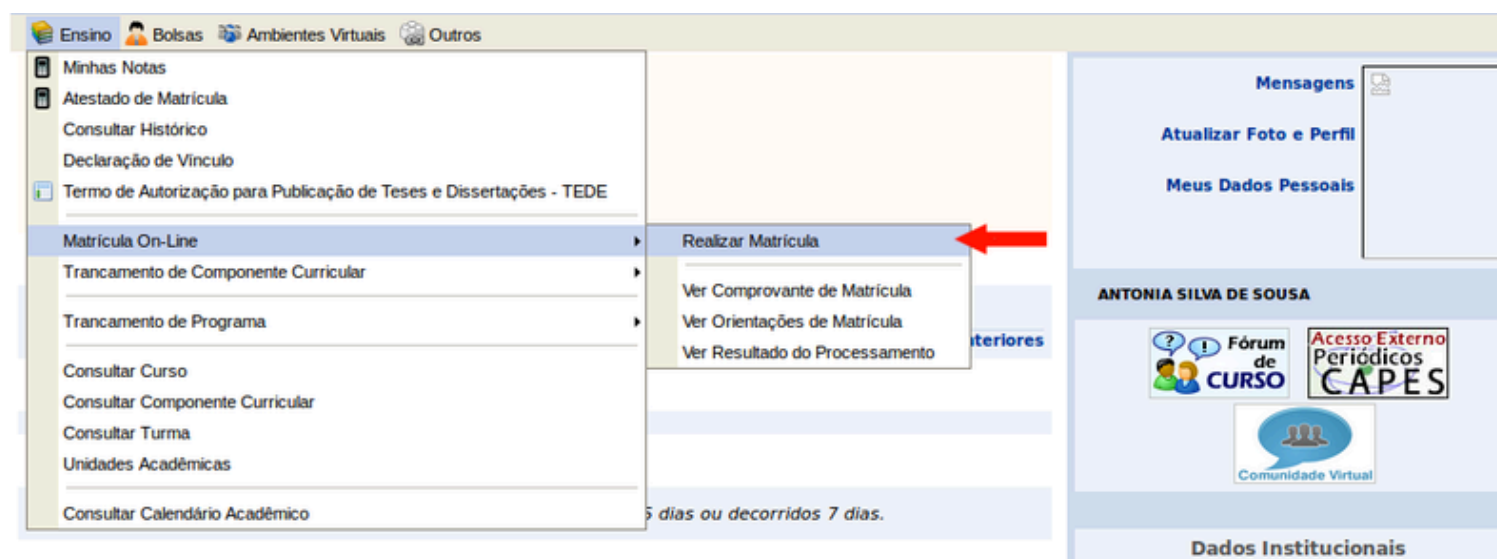 Ensino Bolsas Ambientes Virtuais Outros
Minhas Notas
Atestado de Matrícula
Consultar Histórico
Declaração de Vínculo
Termo de Autorização para Publicação de Teses e Dissertações - TEDE
Matrícula On-Line
Trancamento de Componente Curricular
Trancamento de Programa
Consultar Curso
Consultar Componente Curricular
Consultar Turma
Unidades Acadêmicas
Consultar Calendário Acadêmico
Realizar Matrícula
Ver Comprovante de Matrícula
Ver Orientações de Matrícula
Ver Resultado do Processamento
teriores
5 dias ou decorridos 7 dias.
Mensagens
Atualizar Foto e Perfil
Meus Dados Pessoais
ANTONIA SILVA DE SOUSA
Fórum
de
CURSO
Acesso Externo
Periódicos
CAPES
Comunidade Virtual
Dados Institucionais